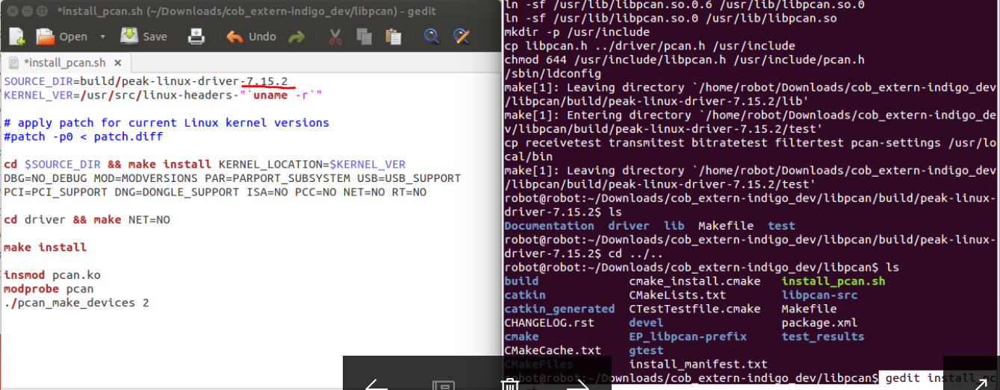 *install_pcan.sh (~/Downloads/cob_extern-indigo_dev/libpcan) - gedit
Open Save Undo
*install_pcan.sh ×
SOURCE_DIR=build/peak-linux-driver-7.15.2
KERNEL_VER=/usr/src/linux-headers-"`uname -r`"
# apply patch for current Linux kernel versions
#patch -p0 < patch.diff
cd $SOURCE_DIR && make install KERNEL_LOCATION=$KERNEL_VER
DBG=NO_DEBUG MOD=MODVERSIONS PAR=PARPORT_SUBSYSTEM USB=USB_SUPPORT
PCI=PCI_SUPPORT DNG=DONGLE_SUPPORT ISA=NO PCC=NO NET=NO RT=NO
cd driver && make NET=NO
make install
insmod pcan.ko
modprobe pcan
./pcan_make_devices 2
ln -sf /usr/lib/libpcan.so.0.6 /usr/lib/libpcan.so.0
ln -sf /usr/lib/libpcan.so.0 /usr/lib/libpcan.so
mkdir -p /usr/include
cp libpcan.h ../driver/pcan.h /usr/include
chmod 644 /usr/include/libpcan.h /usr/include/pcan.h
/sbin/ldconfig
make[1]: Leaving directory `/home/robot/Downloads/cob_extern-indigo_dev
/libpcan/build/peak-linux-driver-7.15.2/lib'
make[1]: Entering directory `/home/robot/Downloads/cob_extern-indigo_de
v/libpcan/build/peak-linux-driver-7.15.2/test'
cp receivetest transmitest bitratetest filtertest pcan-settings /usr/lo
cal/bin
make[1]: Leaving directory `/home/robot/Downloads/cob_extern-indigo_dev
/libpcan/build/peak-linux-driver-7.15.2/test'
robot@robot:~/Downloads/cob_extern-indigo_dev/libpcan/build/peak-linux-
driver-7.15.2$ ls
Documentation driver lib Makefile test
robot@robot:~/Downloads/cob_extern-indigo_dev/libpcan/build/peak-linux-
driver-7.15.2$ cd ../..
robot@robot:~/Downloads/cob_extern-indigo_dev/libpcan$ ls
build cmake_install.cmake install_pcan.sh
catkin CMakeLists.txt libpcan-src
catkin_generated CTestTestfile.cmake Makefile
CHANGELOG.rst devel package.xml
cmake EP_libpcan-prefix test_results
CMakeCache.txt gtest
CMakeFiles install_manifest.txt
robot@robot:~/Downloads/cob_extern-indigo_dev/libpcan$ gedit install_pc